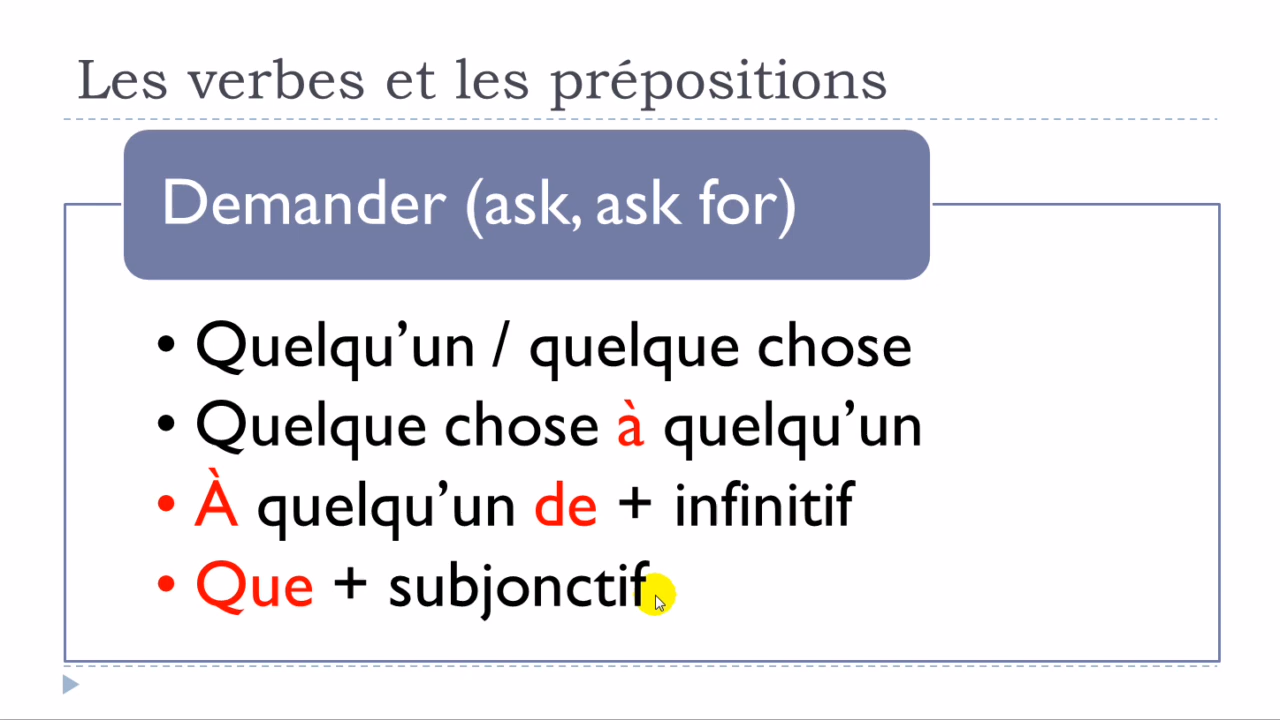 Les verbes et les prépositions
Demander (ask, ask for)
• Quelqu’un / quelque chose
• Quelque chose à quelqu’un
• À quelqu’un de + infinitif
• Que + subjonctif